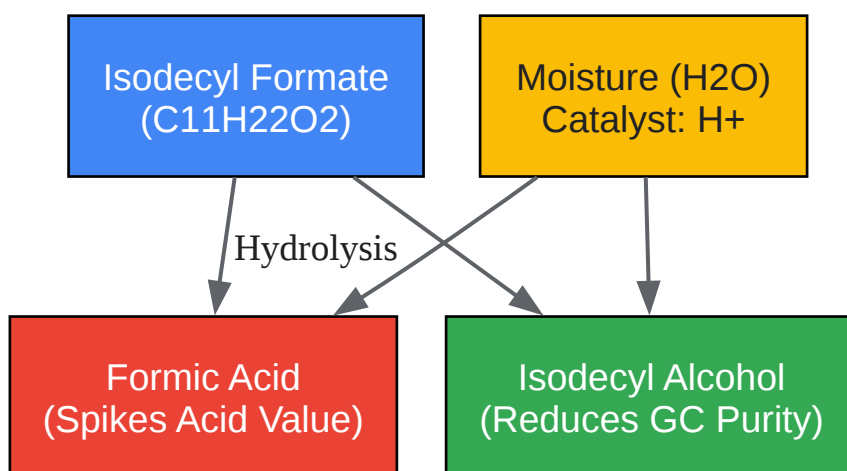 Isodecyl Formate
(C11H22O2)
Moisture (H2O)
Catalyst: H+
Hydrolysis
Formic Acid
(Spikes Acid Value)
Isodecyl Alcohol
(Reduces GC Purity)